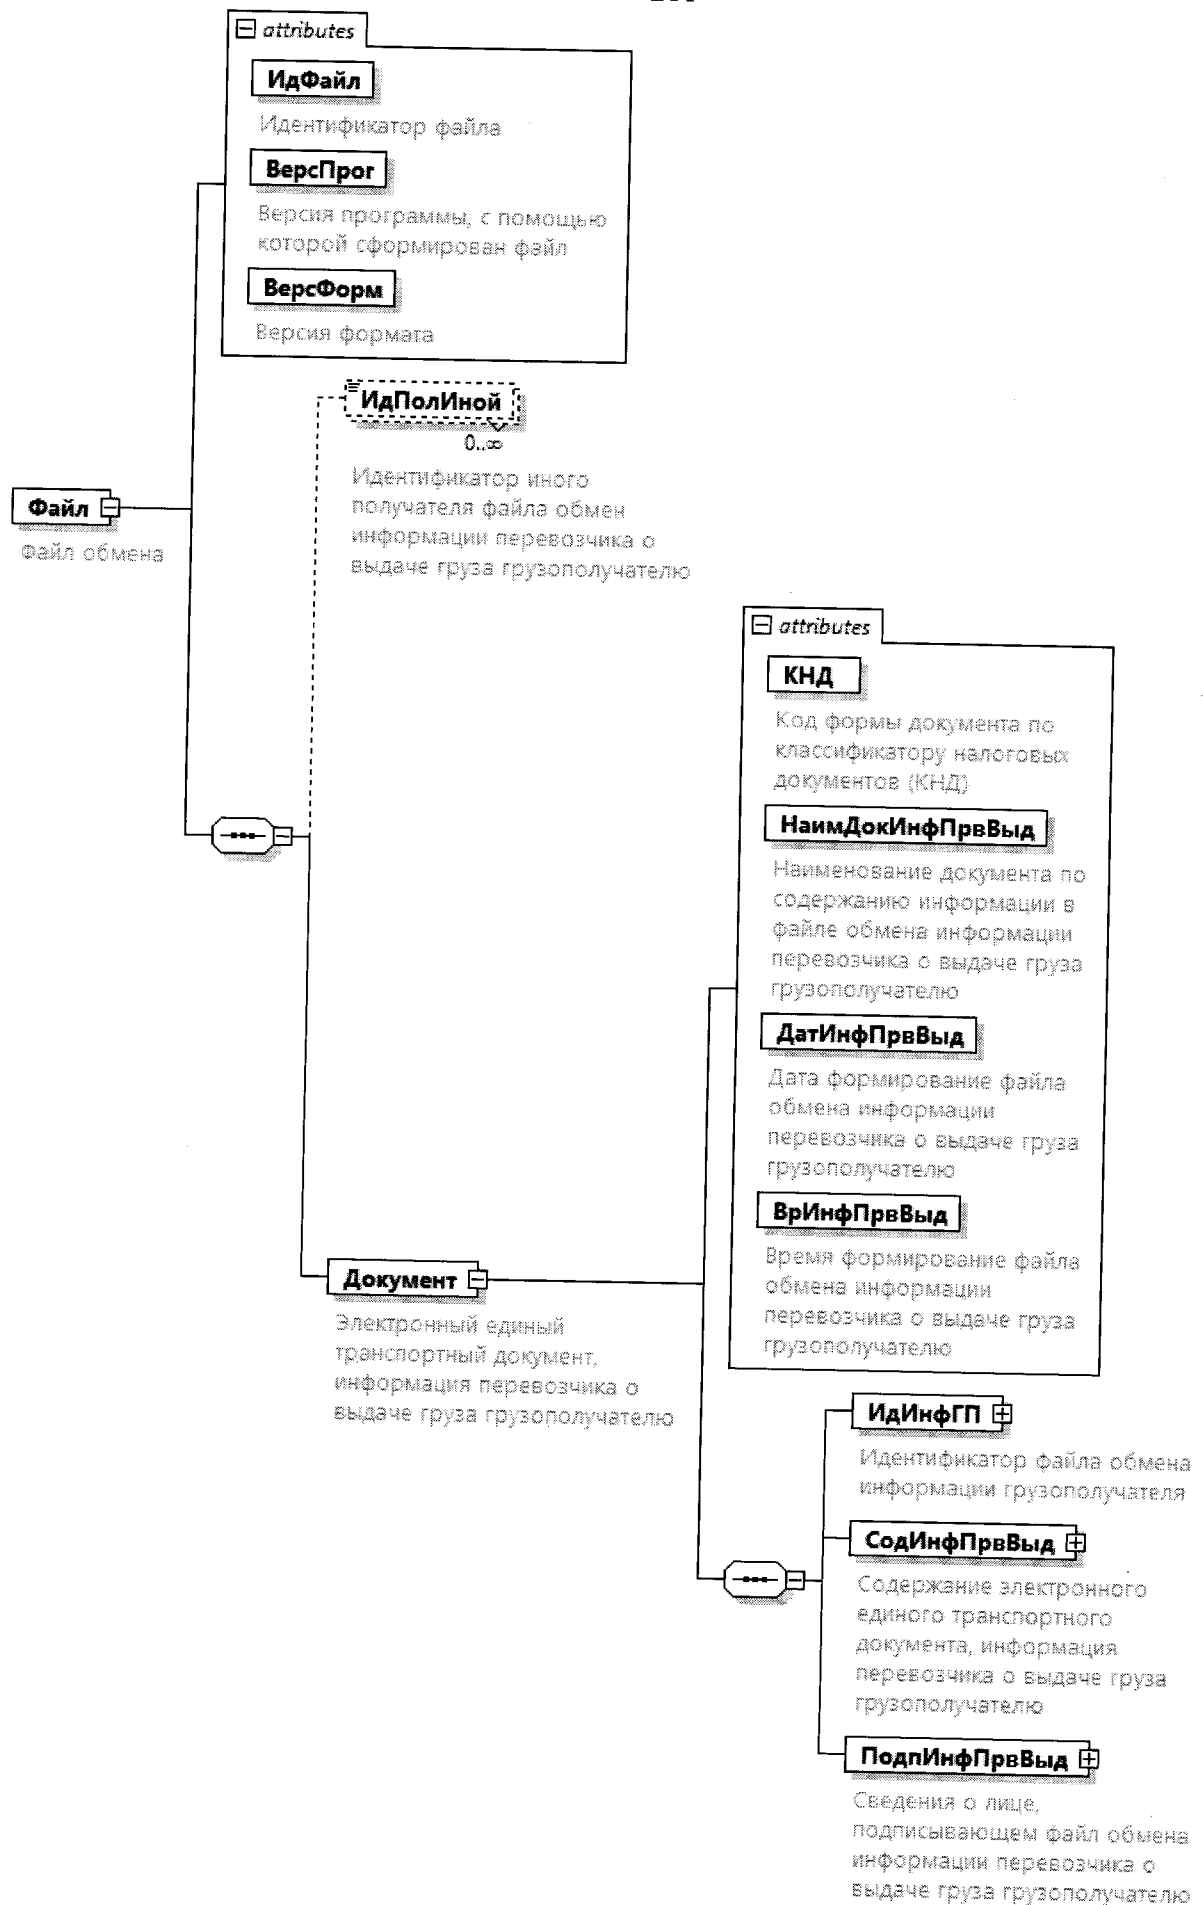 attributes
ИдФайл
Идентификатор файла
ВерсПрог
Версия программы, с помощью
которой сформирован файл
ВерсФорм
Версия формата
ИдПолИной
0..∞
Идентификатор иного
получателя файла обмен
информации перевозчика о
выдаче груза грузополучателю
Файл
Файл обмена
attributes
КНД
Код формы документа по
классификатору налоговых
документов (КНД)
НаимДокИнфПрвВыд
Наименование документа по
содержанию информации в
файле обмена информации
перевозчика о выдаче груза
грузополучателю
ДатИнфПрвВыд
Дата формирование файла
обмена информации
перевозчика о выдаче груза
грузополучателю
ВрИнфПрвВыд
Время формирование файла
обмена информации
перевозчика о выдаче груза
грузополучателю
Документ
Электронный единый
транспортный документ,
информация перевозчика о
выдаче груза грузополучателю
ИдИнфГП
Идентификатор файла обмена
информации грузополучателя
СодИнфПрвВыд
Содержание электронного
единого транспортного
документа, информация
перевозчика о выдаче груза
грузополучателю
ПодпИнфПрвВыд
Сведения о лице,
подписывающем файл обмена
информации перевозчика о
выдаче груза грузополучателю